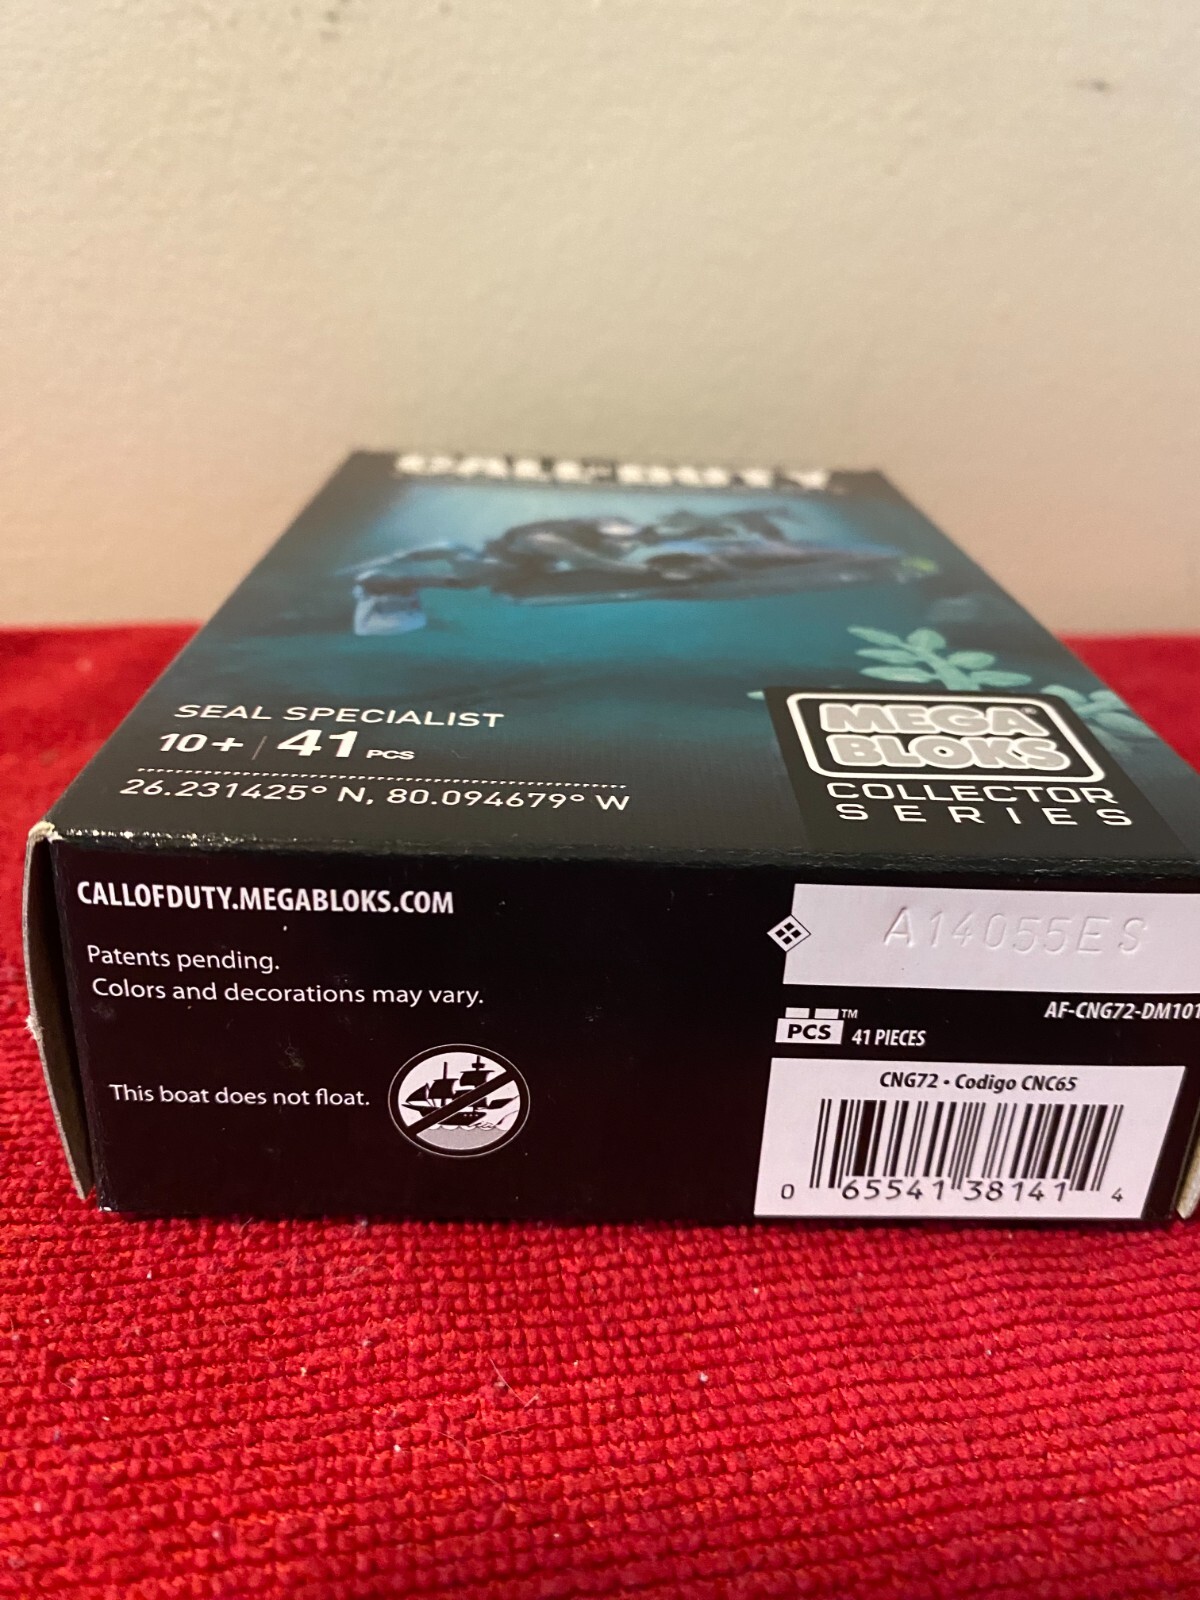 CALL OF DUTY
SEAL SPECIALIST
10+ | 41 PCS
26.231425° N, 80.094679° W
MEGA®
BLOKS
COLLECTOR
SERIES
CALLOFDUTY.MEGABLOKS.COM
Patents pending.
Colors and decorations may vary.
This boat does not float.
A14055ES
AF-CNG72-DM101
PCS™ 41 PIECES
CNG72 • Codigo CNC65
0 65541 38141 4